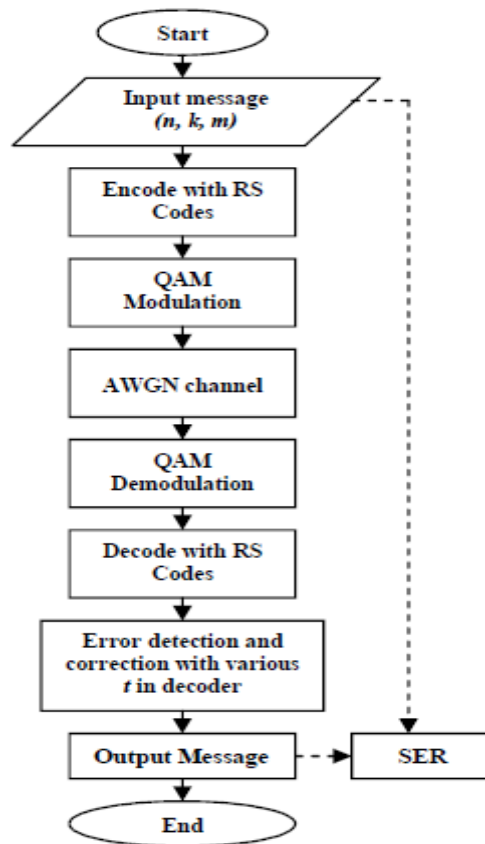 Start
Input message
(n, k, m)
Encode with RS
Codes
QAM
Modulation
AWGN channel
QAM
Demodulation
Decode with RS
Codes
Error detection and
correction with various
t in decoder
Output Message
SER
End